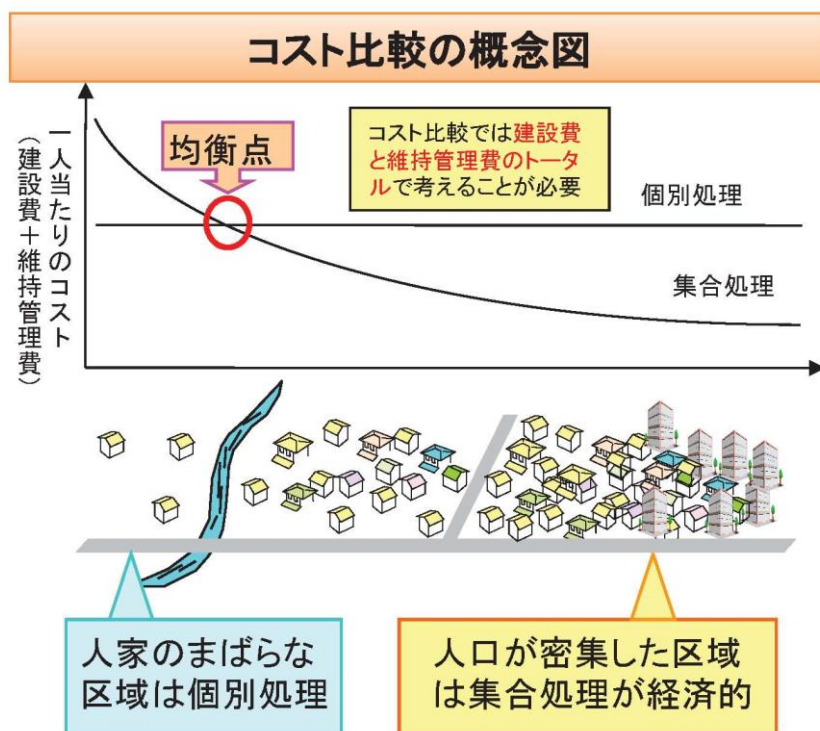 コスト比較の概念図
一人当たりのコスト
（建設費＋維持管理費）
均衡点
コスト比較では建設費
と維持管理費のトータ
ルで考えることが必要
個別処理
集合処理
人家のまばらな
区域は個別処理
人口が密集した区域
は集合処理が経済的